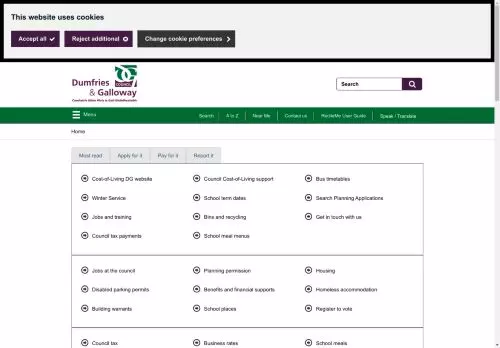 This website uses cookies
Accept all
Reject additional
Change cookie preferences
Dumfries
& Galloway
COUNCIL
Search
Menu
Search
A to Z
Near Me
Contact us
ReciteMe User Guide
Speak / Translate
Home
Most read
Apply for it
Pay for it
Report it
Cost-of-Living DG website
Council Cost-of-Living support
Bus timetables
Winter Service
School term dates
Search Planning Applications
Jobs and training
Bins and recycling
Get in touch with us
Council tax payments
School meal menus
Jobs at the council
Planning permission
Housing
Disabled parking permits
Benefits and financial supports
Homeless accommodation
Building warrants
School places
Register to vote
Council tax
Business rates
School meals